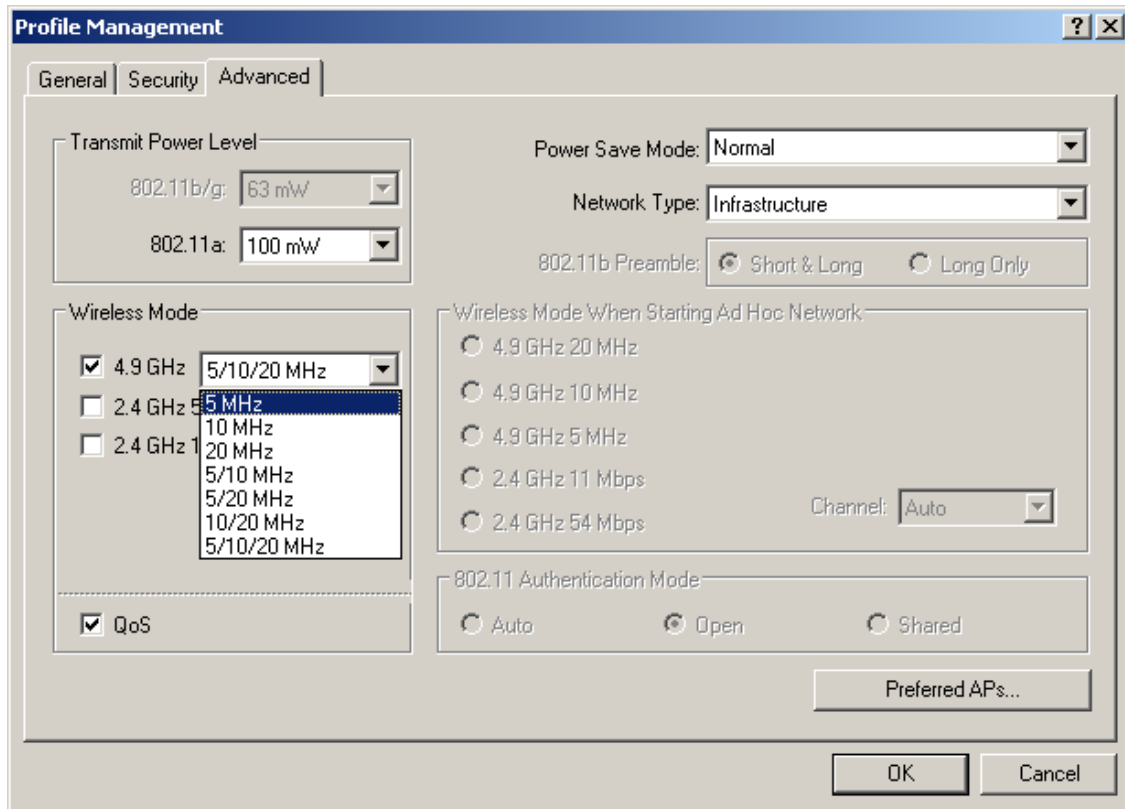 Profile Management
General Security Advanced
Transmit Power Level
802.11b/g: 63 mW
802.11a: 100 mW
Power Save Mode: Normal
Network Type: Infrastructure
802.11b Preamble: Short & Long Long Only
Wireless Mode
4.9 GHz 5/10/20 MHz
2.4 GHz 5
2.4 GHz 1
5 MHz
10 MHz
20 MHz
5/10 MHz
5/20 MHz
10/20 MHz
5/10/20 MHz
QoS
Wireless Mode When Starting Ad Hoc Network
4.9 GHz 20 MHz
4.9 GHz 10 MHz
4.9 GHz 5 MHz
2.4 GHz 11 Mbps
2.4 GHz 54 Mbps
Channel: Auto
802.11 Authentication Mode
Auto Open Shared
Preferred APs...
OK Cancel